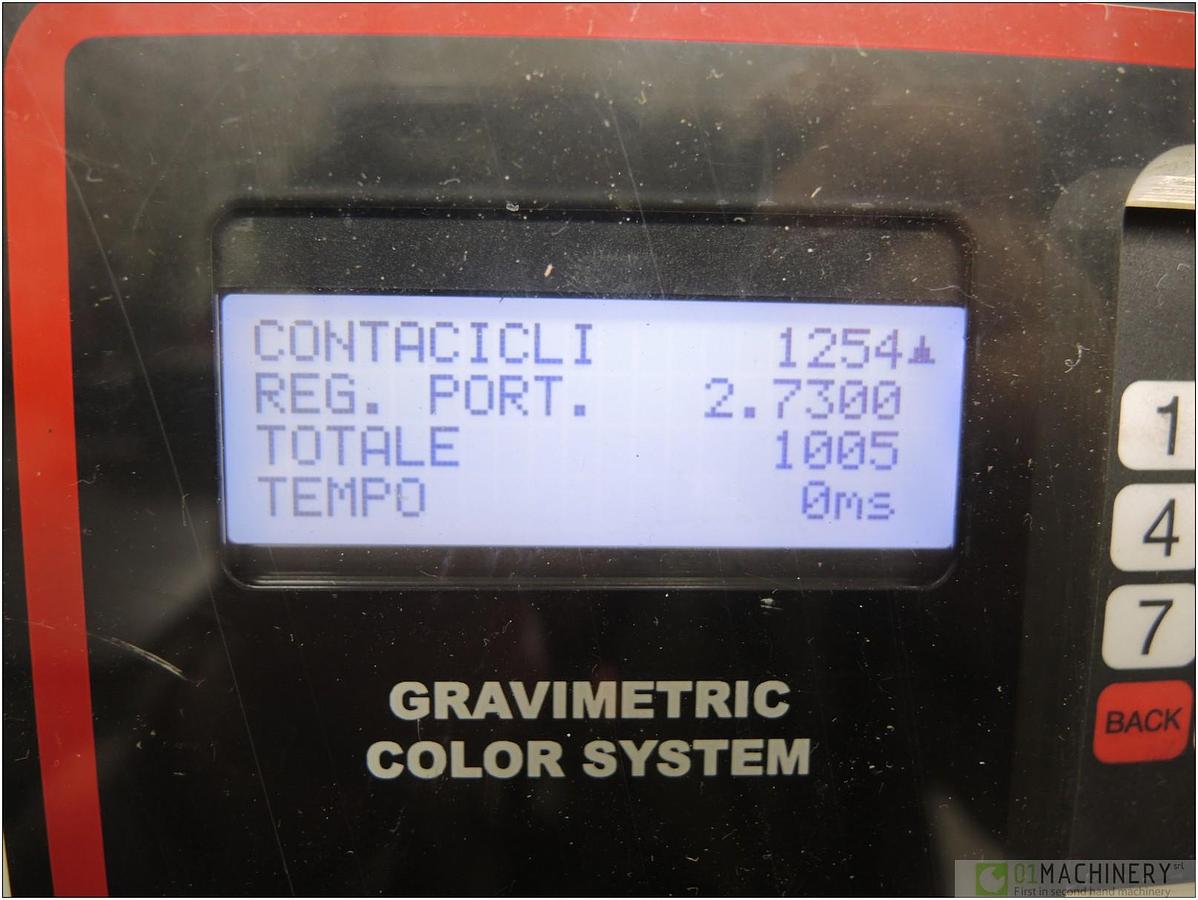 CONTACICLI 1254
REG. PORT. 2.7300
TOTALE 1005
TEMPO 0ms
GRAVIMETRIC
COLOR SYSTEM
1
4
7
BACK
01MACHINERY srl
First in second hand machinery